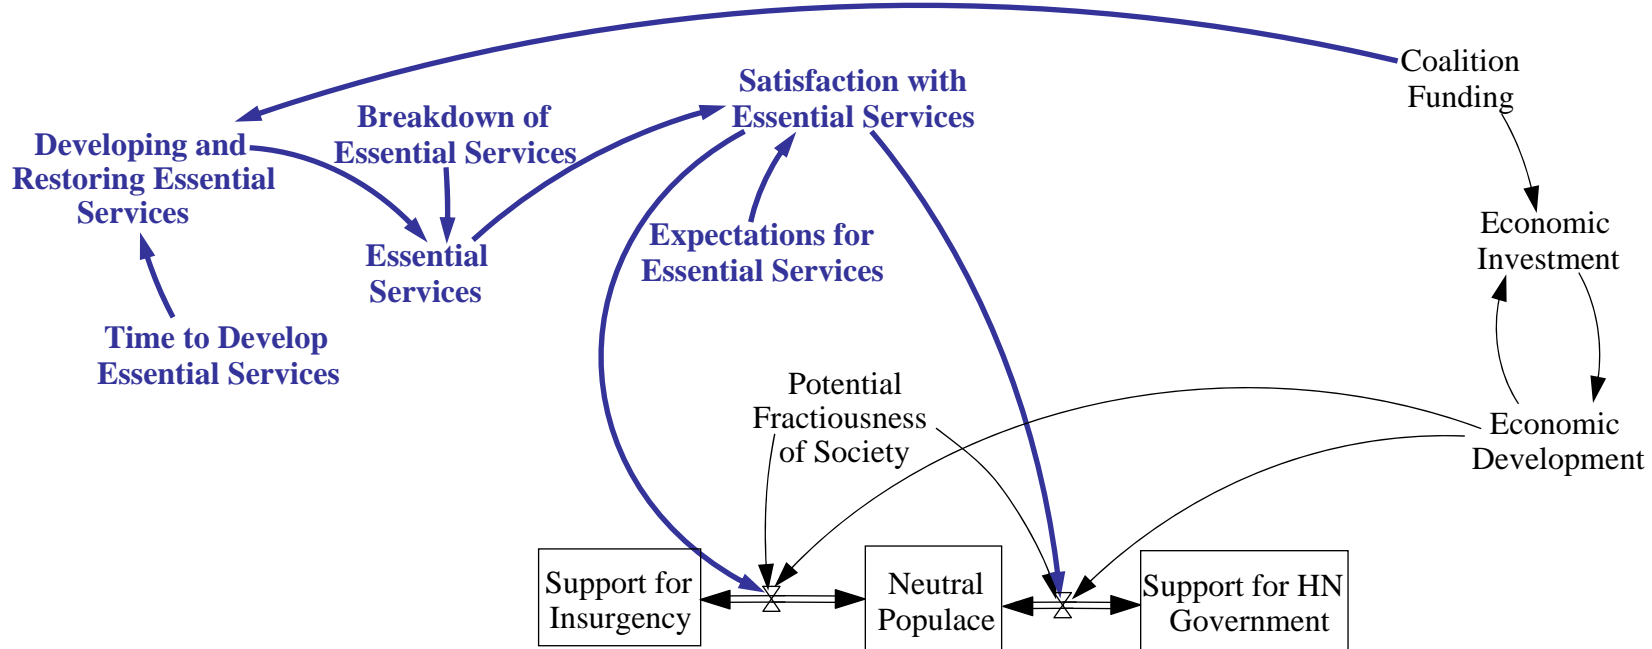 Coalition
Funding
Satisfaction with
Essential Services
Breakdown of
Essential Services
Developing and
Restoring Essential
Services
Essential
Services
Expectations for
Essential Services
Economic
Investment
Time to Develop
Essential Services
Potential
Fractiousness
of Society
Economic
Development
Support for
Insurgency
Neutral
Populace
Support for HN
Government